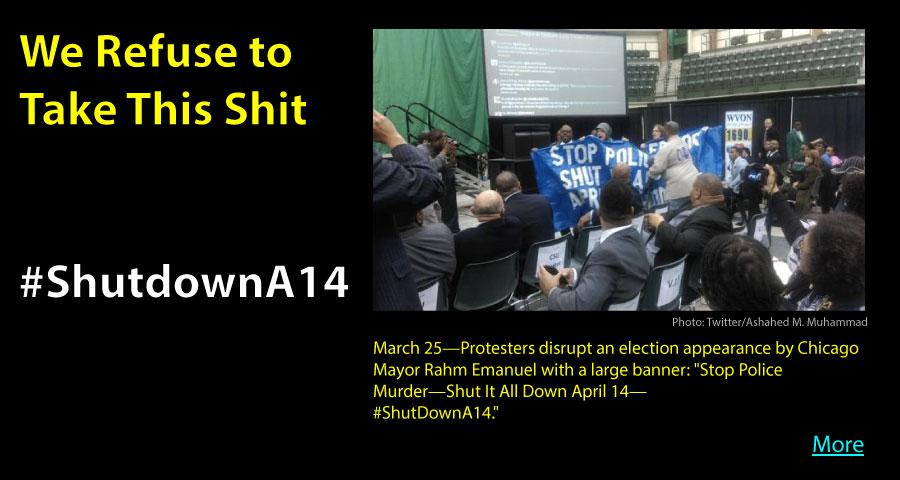 We Refuse to
Take This Shit
#ShutdownA14
STOP POLI
SHUT
APR
WVON
1690
Photo: Twitter/Ashahed M. Muhammad
March 25—Protesters disrupt an election appearance by Chicago
Mayor Rahm Emanuel with a large banner: "Stop Police
Murder—Shut It All Down April 14—
#ShutDownA14."
More